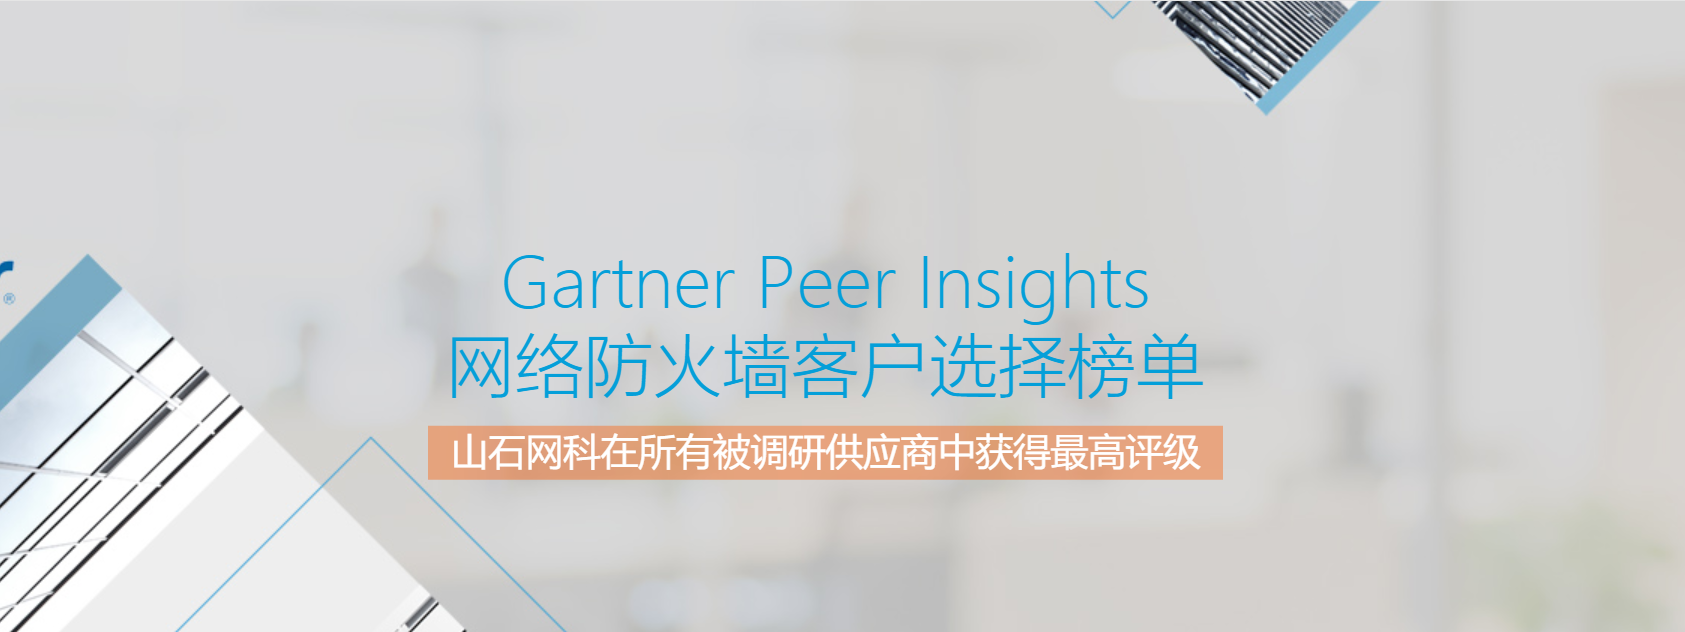 Gartner Peer Insights
网络防火墙客户选择榜单
山石网科在所有被调研供应商中获得最高评级
r®